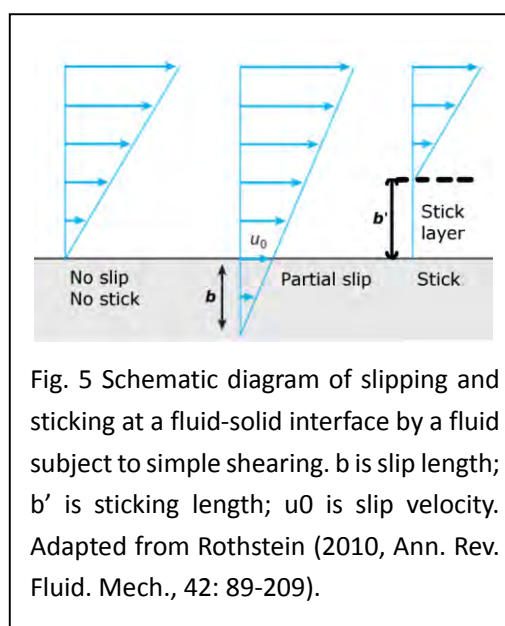 u0
b
b'
Stick
layer
No slip
No stick
Partial slip
Stick
Fig. 5 Schematic diagram of slipping and
sticking at a fluid-solid interface by a fluid
subject to simple shearing. b is slip length;
b’ is sticking length; u0 is slip velocity.
Adapted from Rothstein (2010, Ann. Rev.
Fluid. Mech., 42: 89-209).